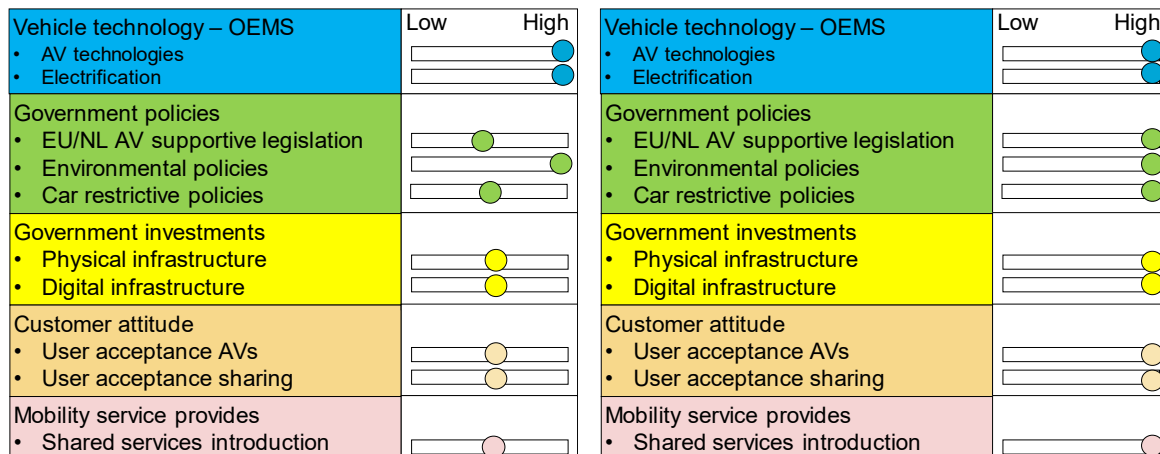 Vehicle technology – OEMS
• AV technologies
• Electrification
Low High
Government policies
• EU/NL AV supportive legislation
• Environmental policies
• Car restrictive policies
Government investments
• Physical infrastructure
• Digital infrastructure
Customer attitude
• User acceptance AVs
• User acceptance sharing
Mobility service provides
• Shared services introduction
Vehicle technology – OEMS
• AV technologies
• Electrification
Low High
Government policies
• EU/NL AV supportive legislation
• Environmental policies
• Car restrictive policies
Government investments
• Physical infrastructure
• Digital infrastructure
Customer attitude
• User acceptance AVs
• User acceptance sharing
Mobility service provides
• Shared services introduction